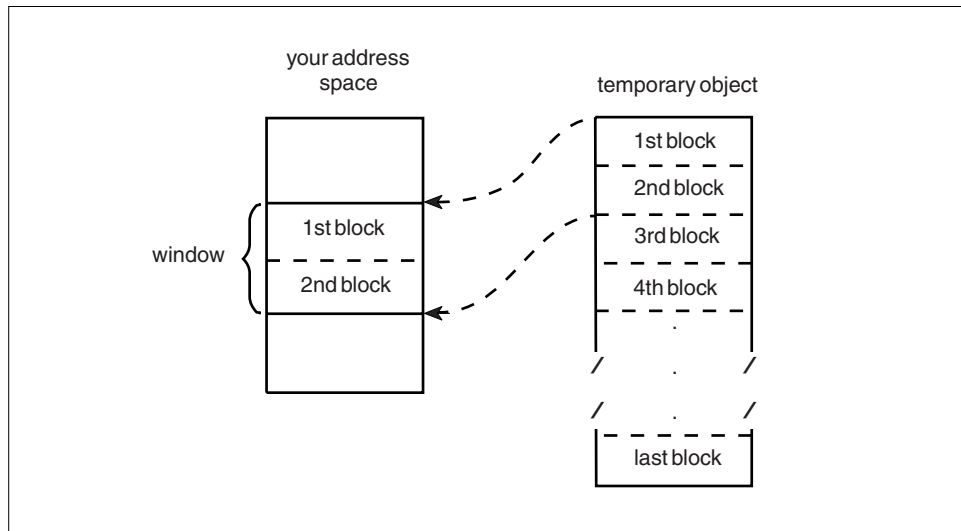 your address
space
temporary object
1st block
2nd block
3rd block
4th block
.
.
.
last block
window
1st block
2nd block